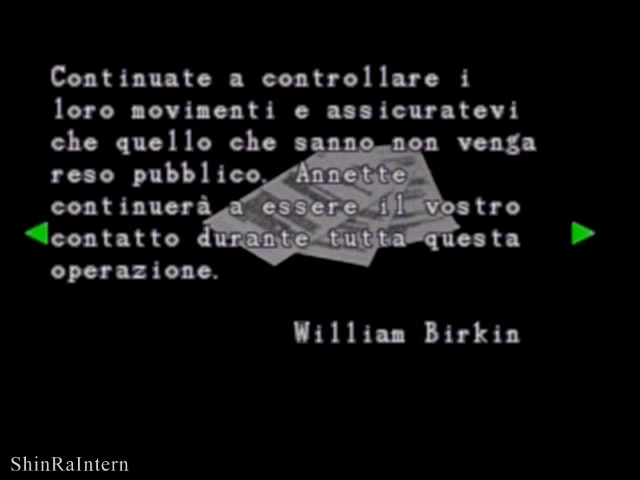 Continuate a controllare i
loro movimenti e assicuratevi
che quello che sanno non venga
reso pubblico. Annette
continuerà a essere il vostro
contatto durante tutta questa
operazione.
William Birkin
ShinRaIntern